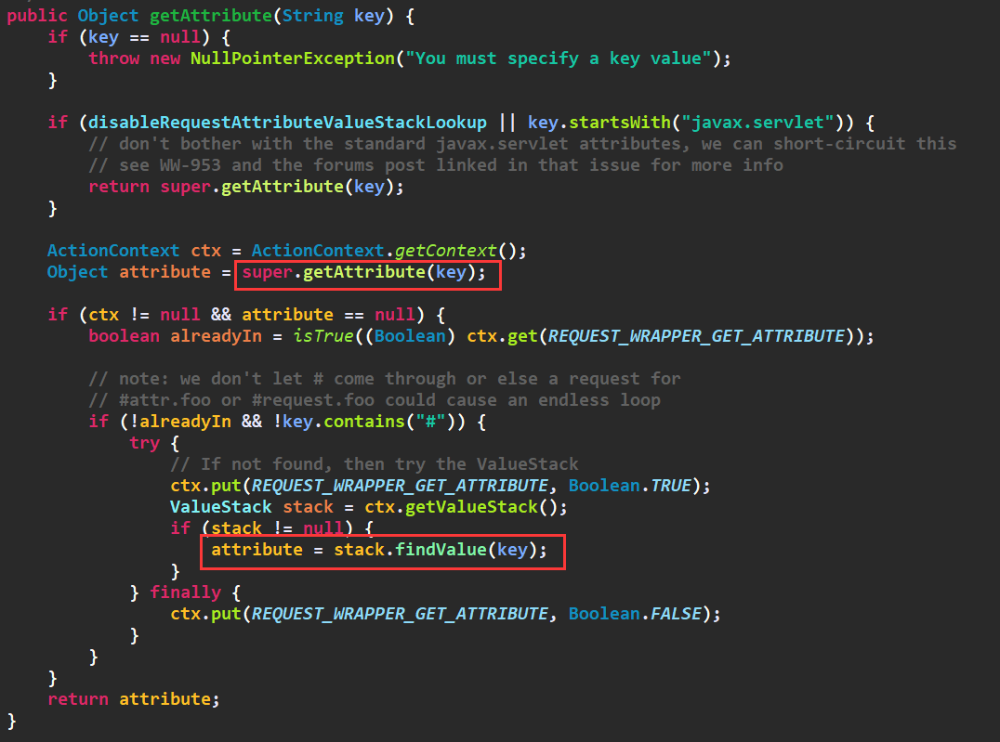 public Object getAttribute(String key) {
    if (key == null) {
        throw new NullPointerException("You must specify a key value");
    }

    if (disableRequestAttributeValueStackLookup || key.startsWith("javax.servlet")) {
        // don't bother with the standard javax.servlet attributes, we can short-circuit this
        // see WW-953 and the forums post linked in that issue for more info
        return super.getAttribute(key);
    }

    ActionContext ctx = ActionContext.getContext();
    Object attribute = super.getAttribute(key);

    if (ctx != null && attribute == null) {
        boolean alreadyIn = isTrue((Boolean) ctx.get(REQUEST_WRAPPER_GET_ATTRIBUTE));

        // note: we don't let # come through or else a request for
        // #attr.foo or #request.foo could cause an endless loop
        if (!alreadyIn && !key.contains("#")) {
            try {
                // If not found, then try the ValueStack
                ctx.put(REQUEST_WRAPPER_GET_ATTRIBUTE, Boolean.TRUE);
                ValueStack stack = ctx.getValueStack();
                if (stack != null) {
                    attribute = stack.findValue(key);
                }
            } finally {
                ctx.put(REQUEST_WRAPPER_GET_ATTRIBUTE, Boolean.FALSE);
            }
        }
    }
    return attribute;
}